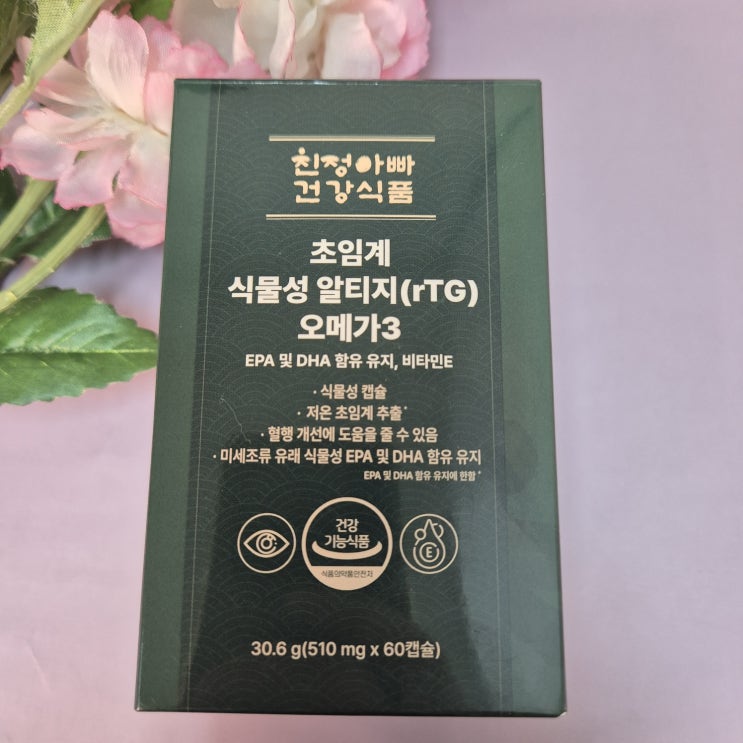 친정아빠
건강식품
초임계
식물성 알티지(rTG)
오메가3
EPA 및 DHA 함유 유지, 비타민E
· 식물성 캡슐
· 저온 초임계 추출*
· 혈행 개선에 도움을 줄 수 있음
· 미세조류 유래 식물성 EPA 및 DHA 함유 유지
EPA 및 DHA 함유 유지에 한함*
건강
기능식품
식품의약품안전처
E
30.6 g(510 mg x 60캡슐)